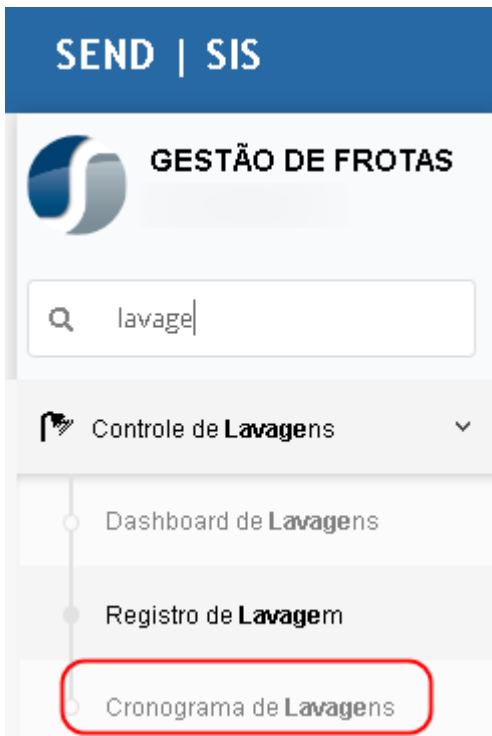 SEND | SIS
GESTÃO DE FROTAS
lavage
Controle de Lavagens
Dashboard de Lavagens
Registro de Lavagem
Cronograma de Lavagens